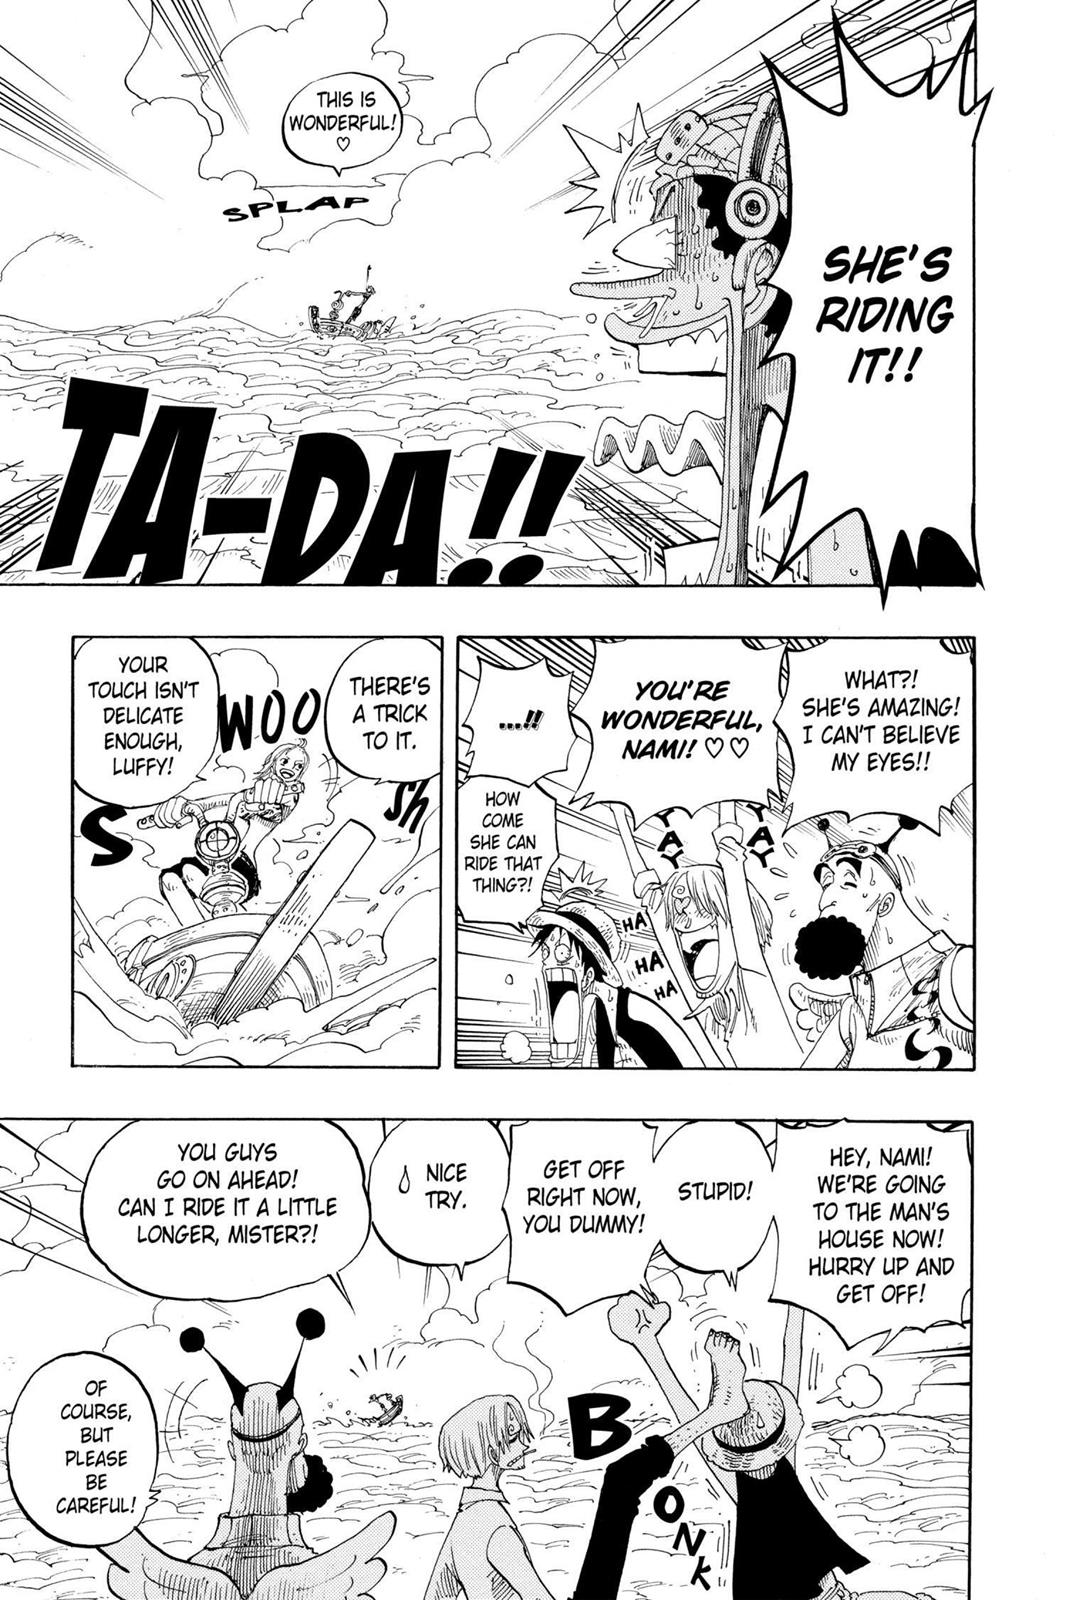 SHE'S
RIDING
IT!!
THIS IS
WONDERFUL!
♡
SPLAP
TA-DA!!
WHAT?!
SHE'S AMAZING!
I CAN'T BELIEVE
MY EYES!!
YOU'RE
WONDERFUL,
NAMI! ♡♡
....!!
HOW
COME
SHE CAN
RIDE THAT
THING?!
YAY
YAY
HA
HA
HA
THERE'S
A TRICK
TO IT.
YOUR
TOUCH ISN'T
DELICATE
ENOUGH,
LUFFY!
S
WOO
Sh
HEY, NAMI!
WE'RE GOING
TO THE MAN'S
HOUSE NOW!
HURRY UP AND
GET OFF!
STUPID!
GET OFF
RIGHT NOW,
YOU DUMMY!
NICE
TRY.
YOU GUYS
GO ON AHEAD!
CAN I RIDE IT A LITTLE
LONGER, MISTER?!
OF
COURSE,
BUT
PLEASE
BE
CAREFUL!
BONK